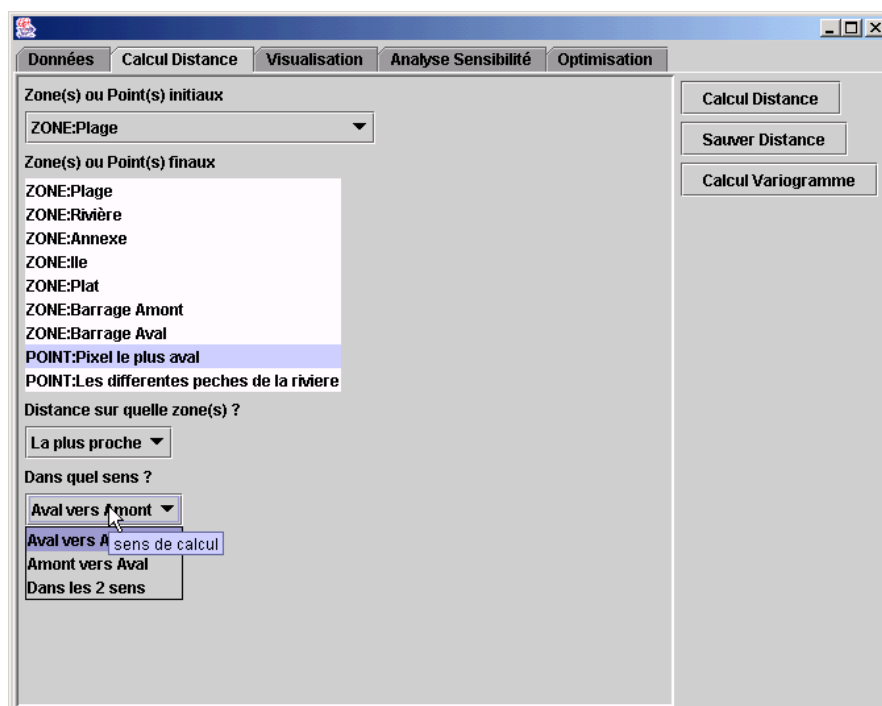 Données Calcul Distance Visualisation Analyse Sensibilité Optimisation
Zone(s) ou Point(s) initiaux
ZONE:Plage
Zone(s) ou Point(s) finaux
ZONE:Plage
ZONE:Rivière
ZONE:Annexe
ZONE:Ile
ZONE:Plat
ZONE:Barrage Amont
ZONE:Barrage Aval
POINT:Pixel le plus aval
POINT:Les differentes peches de la riviere
Distance sur quelle zone(s) ?
La plus proche
Dans quel sens ?
Aval vers Amont
Aval vers A
sens de calcul
Amont vers Aval
Dans les 2 sens
Calcul Distance
Sauver Distance
Calcul Variogramme